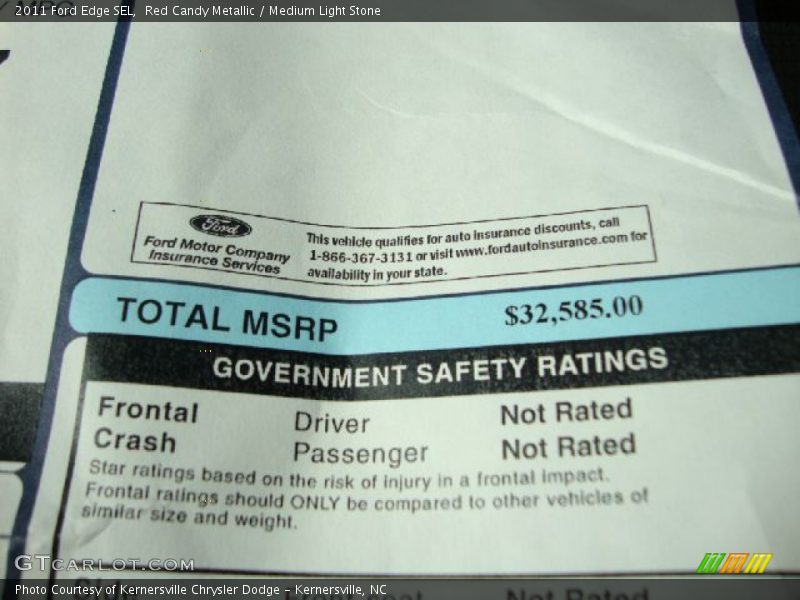 2011 Ford Edge SEL, Red Candy Metallic / Medium Light Stone
Ford
Ford Motor Company
Insurance Services
This vehicle qualifies for auto insurance discounts, call
1-866-367-3131 or visit www.fordautoinsurance.com for
availability in your state.
TOTAL MSRP $32,585.00
GOVERNMENT SAFETY RATINGS
Frontal Driver Not Rated
Crash Passenger Not Rated
Star ratings based on the risk of injury in a frontal impact.
Frontal ratings should ONLY be compared to other vehicles of
similar size and weight.
GTCARLOT.COM
Photo Courtesy of Kernersville Chrysler Dodge - Kernersville, NC